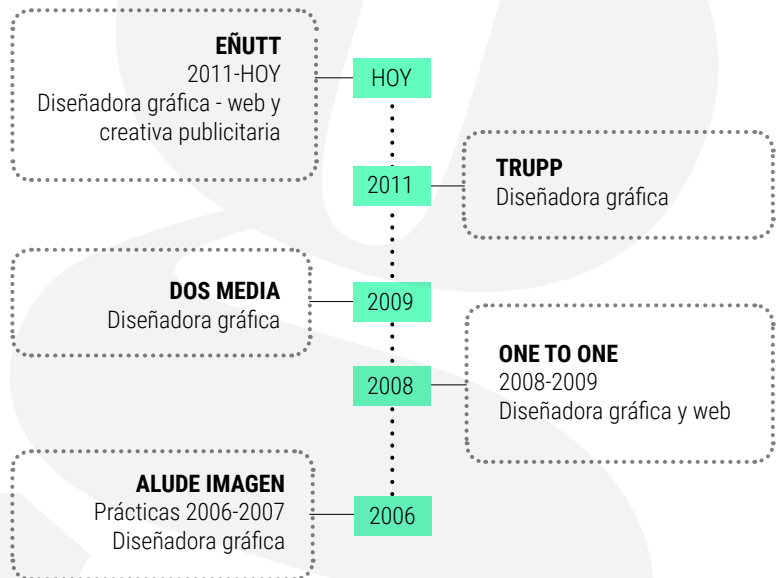 EÑUTT
2011-HOY
Diseñadora gráfica - web y
creativa publicitaria
HOY
2011
TRUPP
Diseñadora gráfica
DOS MEDIA
Diseñadora gráfica
2009
2008
ONE TO ONE
2008-2009
Diseñadora gráfica y web
ALUDE IMAGEN
Prácticas 2006-2007
Diseñadora gráfica
2006